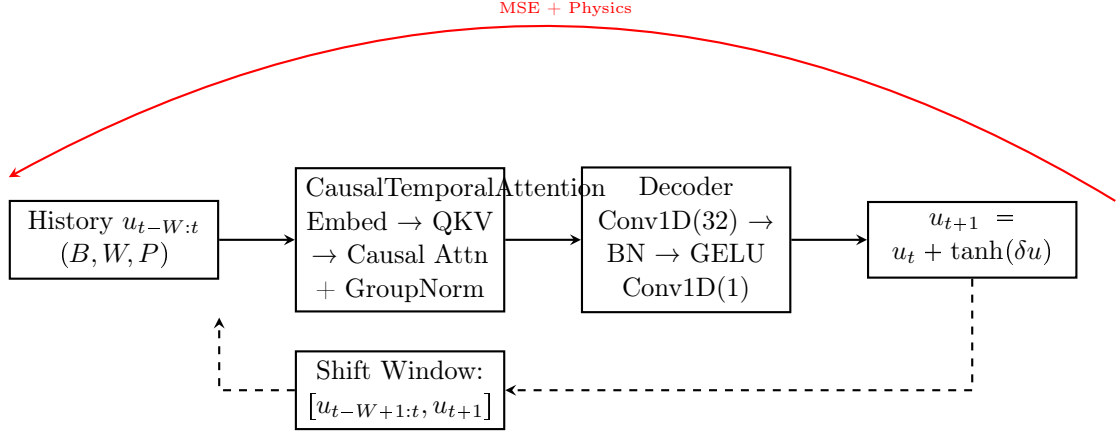 MSE + Physics
History $u_{t-W:t}$
$(B, W, P)$
CausalTemporalAttention
Embed → QKV
→ Causal Attn
+ GroupNorm
Decoder
Conv1D(32) →
BN → GELU
Conv1D(1)
$u_{t+1}$ =
$u_t + \tanh(\delta u)$
Shift Window:
$[u_{t-W+1:t}, u_{t+1}]$